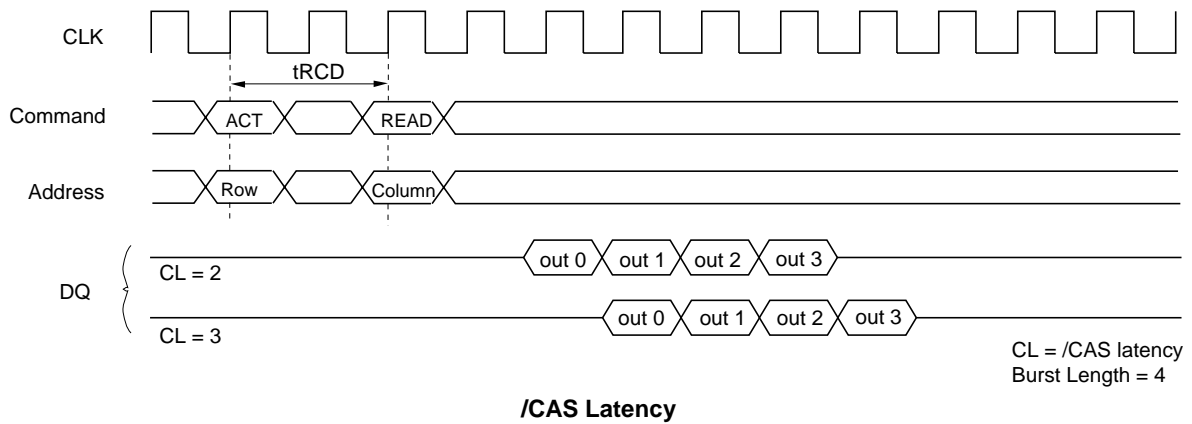 CLK
tRCD
Command
ACT
READ
Address
Row
Column
DQ
CL = 2
out 0
out 1
out 2
out 3
CL = 3
out 0
out 1
out 2
out 3
CL = /CAS latency
Burst Length = 4
/CAS Latency